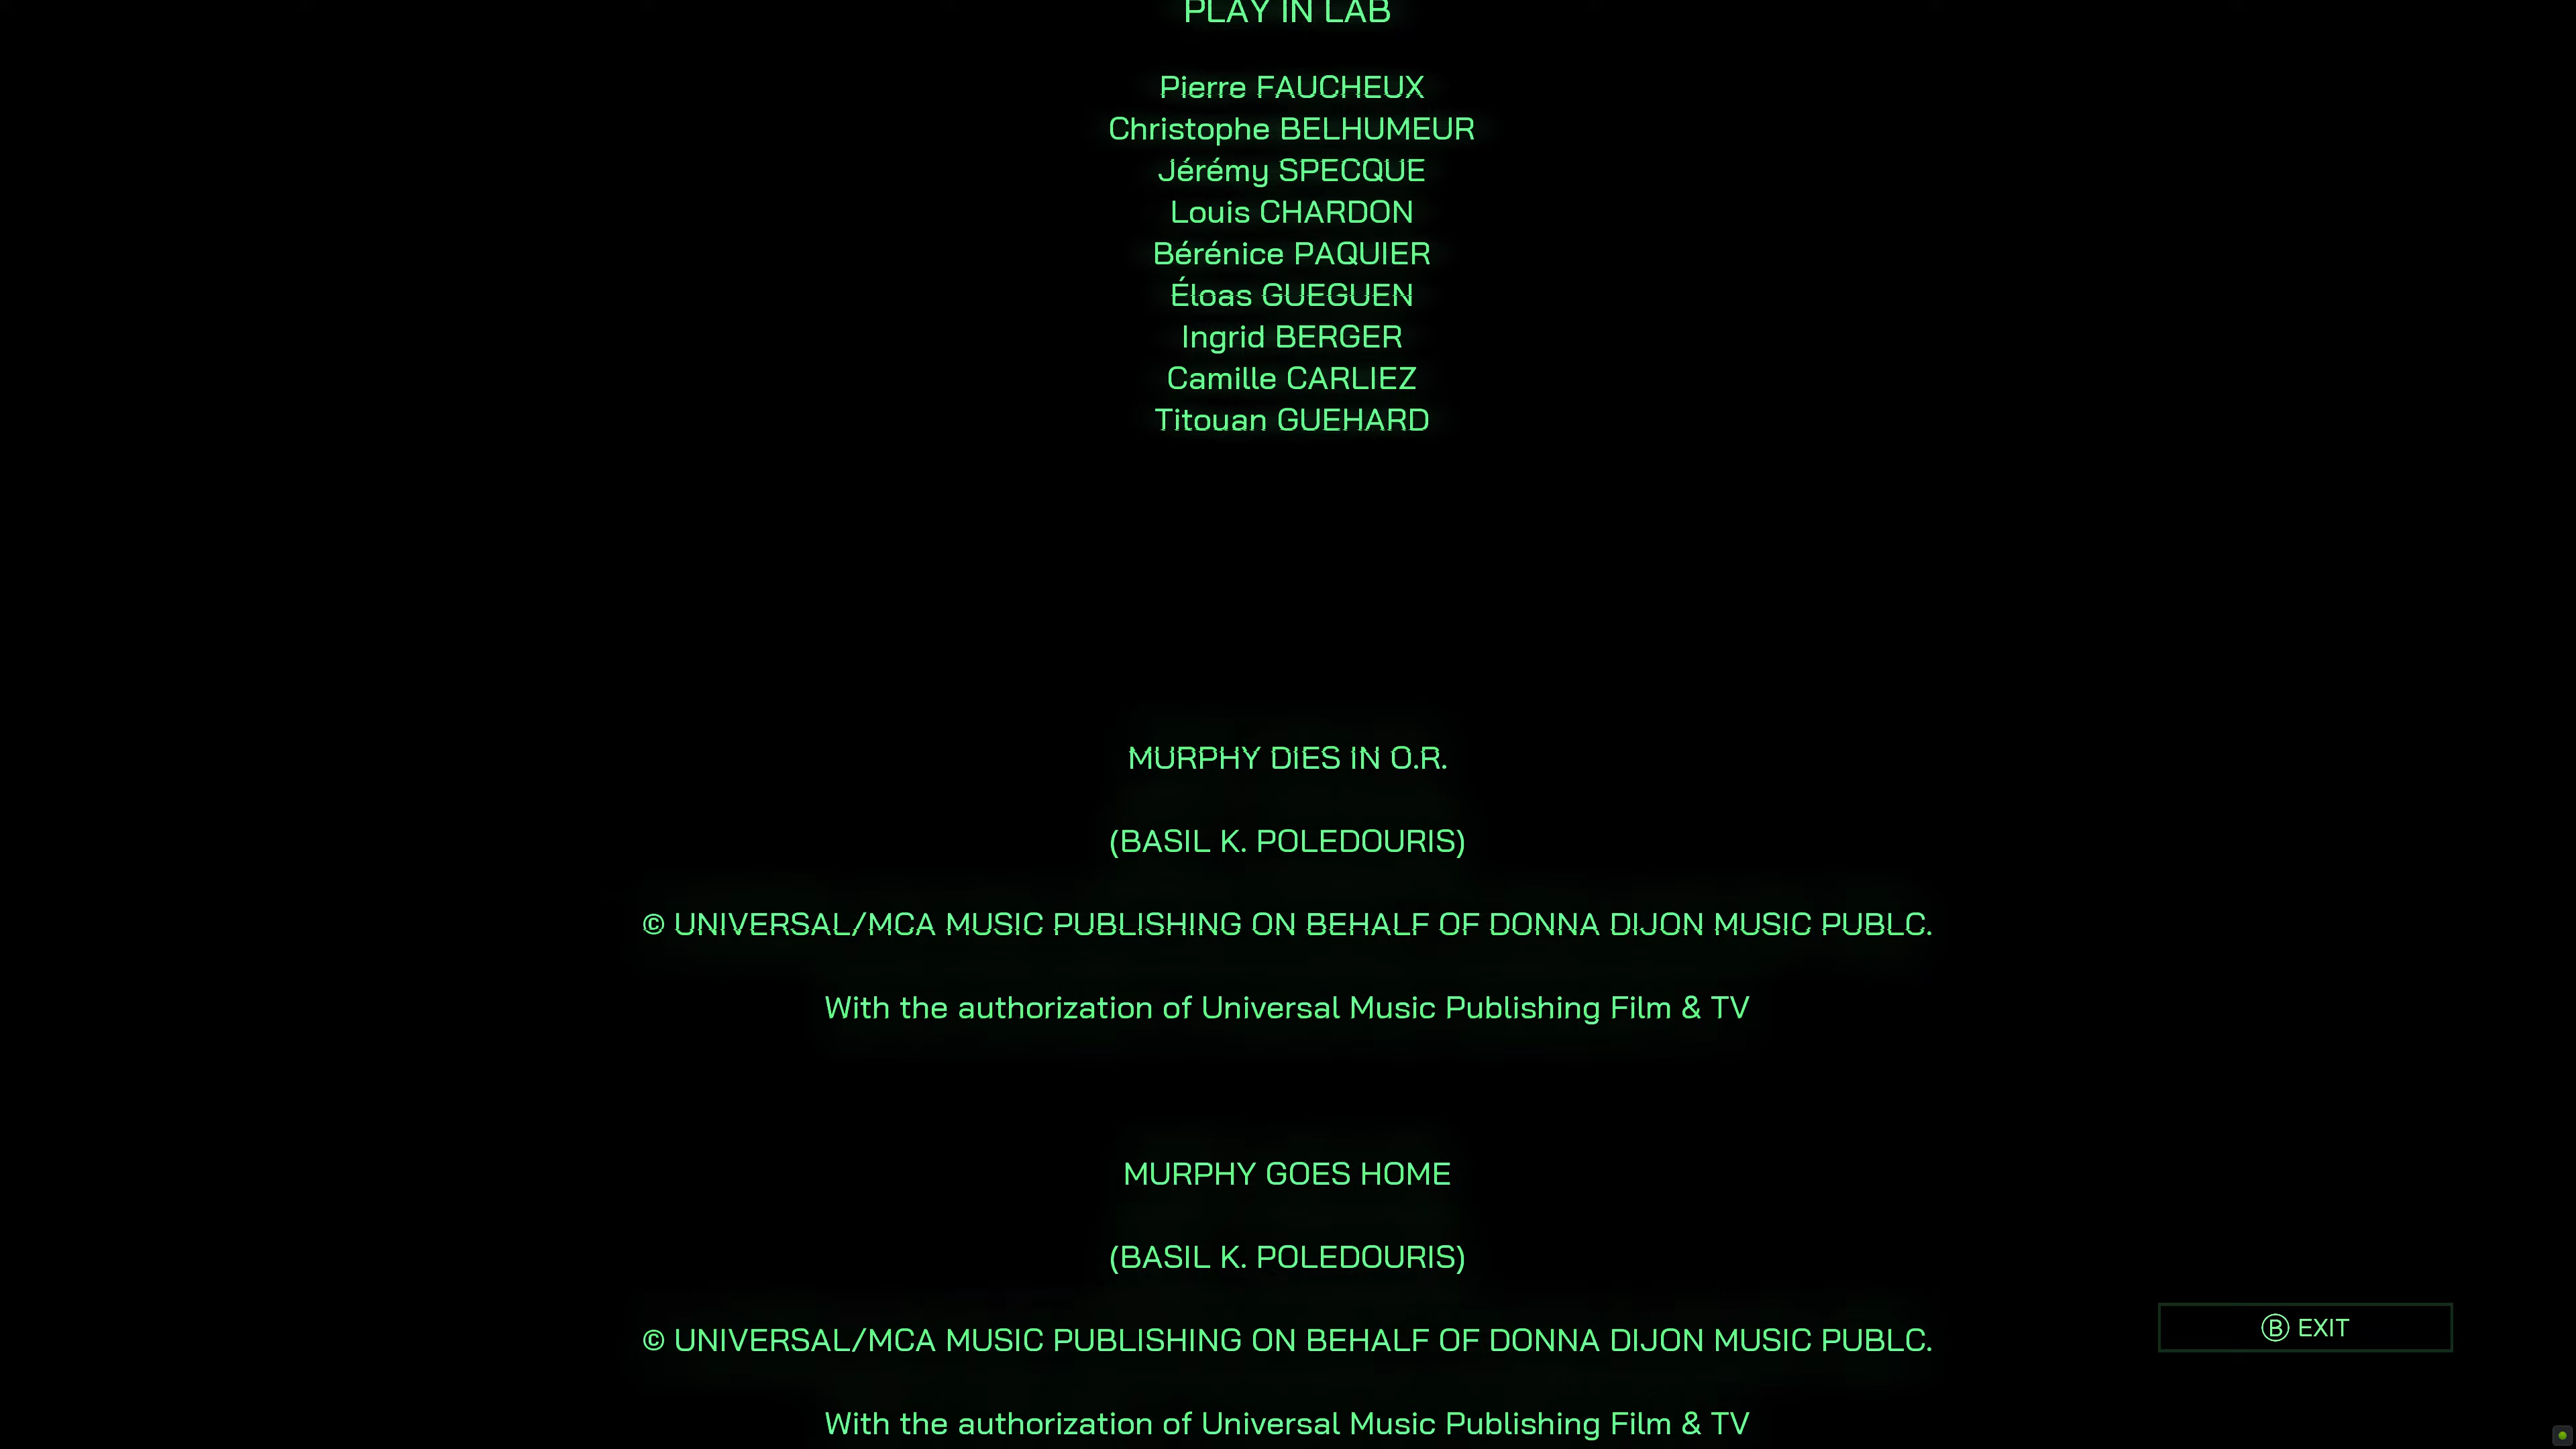 PLAY IN LAB
Pierre FAUCHEUX
Christophe BELHUMEUR
Jérémy SPECQUE
Louis CHARDON
Bérénice PAQUIER
Éloas GUEGUEN
Ingrid BERGER
Camille CARLIEZ
Titouan GUEHARD
MURPHY DIES IN O.R.
(BASIL K. POLEDOURIS)
© UNIVERSAL/MCA MUSIC PUBLISHING ON BEHALF OF DONNA DIJON MUSIC PUBLC.
With the authorization of Universal Music Publishing Film & TV
MURPHY GOES HOME
(BASIL K. POLEDOURIS)
© UNIVERSAL/MCA MUSIC PUBLISHING ON BEHALF OF DONNA DIJON MUSIC PUBLC.
With the authorization of Universal Music Publishing Film & TV
Ⓑ EXIT